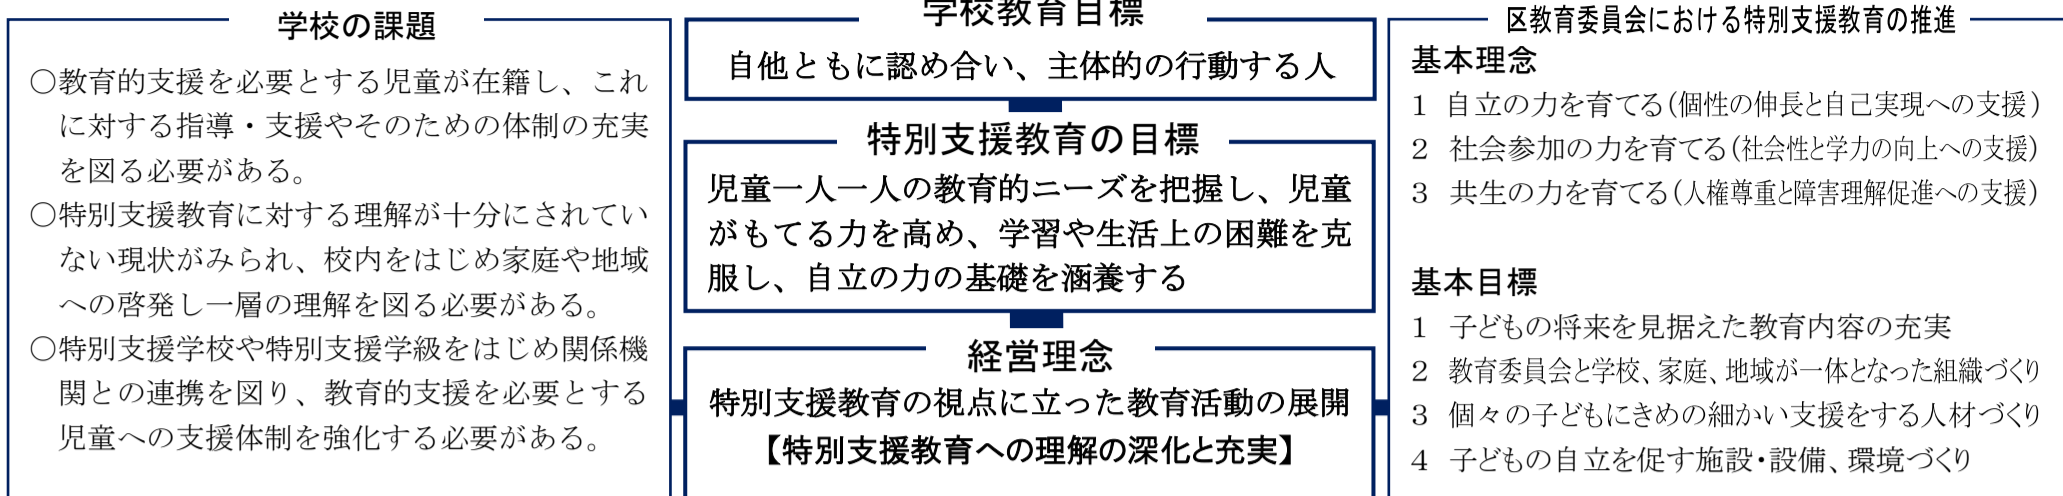 学校の課題
○教育的支援を必要とする児童が在籍し、これ
に対する指導・支援やそのための体制の充実
を図る必要がある。
○特別支援教育に対する理解が十分にされてい
ない現状がみられ、校内をはじめ家庭や地域
への啓発し一層の理解を図る必要がある。
○特別支援学校や特別支援学級をはじめ関係機
関との連携を図り、教育的支援を必要とする
児童への支援体制を強化する必要がある。
学校教育目標
自他ともに認め合い、主体的の行動する人
特別支援教育の目標
児童一人一人の教育的ニーズを把握し、児童
がもてる力を高め、学習や生活上の困難を克
服し、自立の力の基礎を涵養する
経営理念
特別支援教育の視点に立った教育活動の展開
【特別支援教育への理解の深化と充実】
区教育委員会における特別支援教育の推進
基本理念
1 自立の力を育てる(個性の伸長と自己実現への支援)
2 社会参加の力を育てる(社会性と学力の向上への支援)
3 共生の力を育てる(人権尊重と障害理解促進への支援)
基本目標
1 子どもの将来を見据えた教育内容の充実
2 教育委員会と学校、家庭、地域が一体となった組織づくり
3 個々の子どもにきめの細かい支援をする人材づくり
4 子どもの自立を促す施設・設備、環境づくり